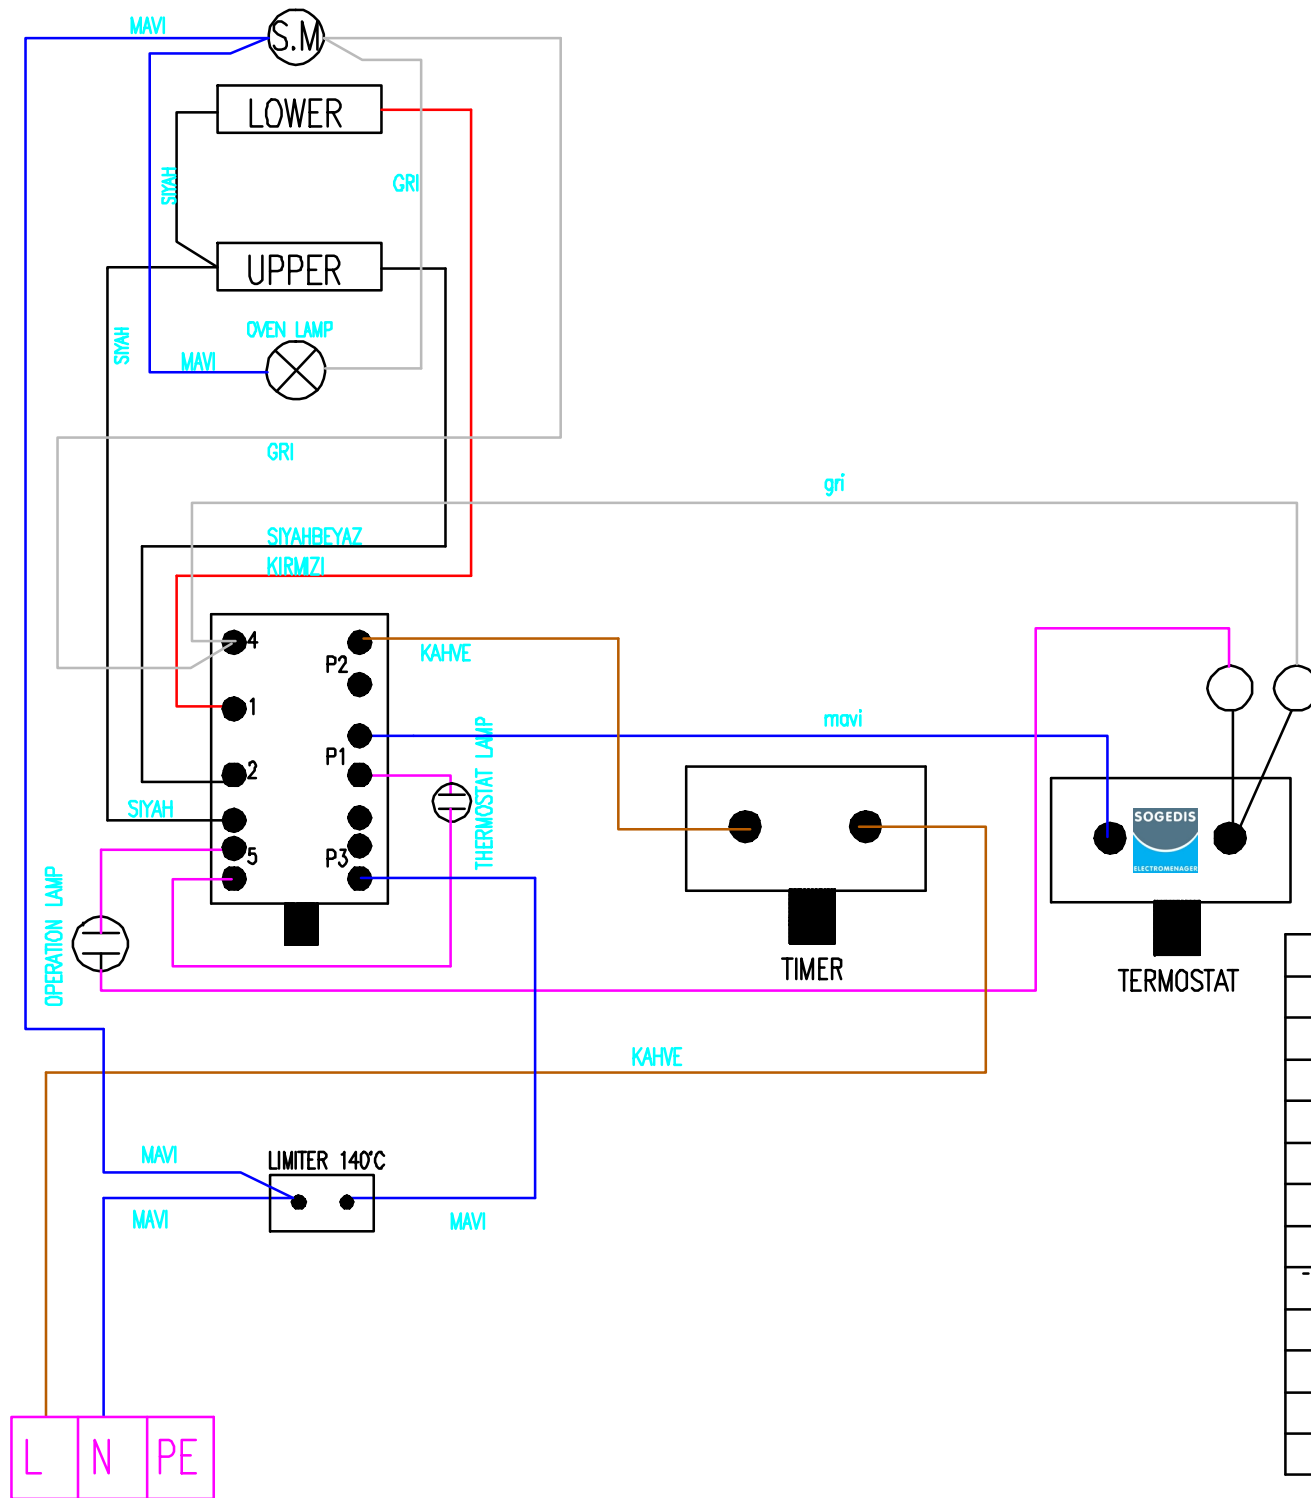 MAVI
S.M
LOWER
SIYAH
GRI
UPPER
OVEN LAMP
SIYAH
MAVI
GRI
gri
SIYAHBEYAZ
KIRMIZI
4
P2
KAHVE
1
mavi
P1
2
THERMOSTAT LAMP
SIYAH
SOGEDIS
ELECTROMENAGER
5
P3
OPERATION LAMP
TIMER
TERMOSTAT
KAHVE
MAVI
LIMITER 140°C
MAVI
MAVI
-
L N PE